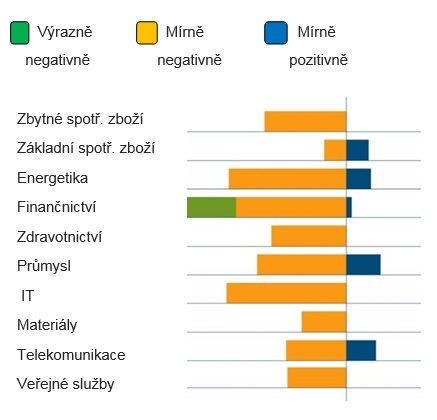 Výrazně
negativně
Mírně
negativně
Mírně
pozitivně
Zbytné spotř. zboží
Základní spotř. zboží
Energetika
Finančnictví
Zdravotnictví
Průmysl
IT
Materiály
Telekomunikace
Veřejné služby